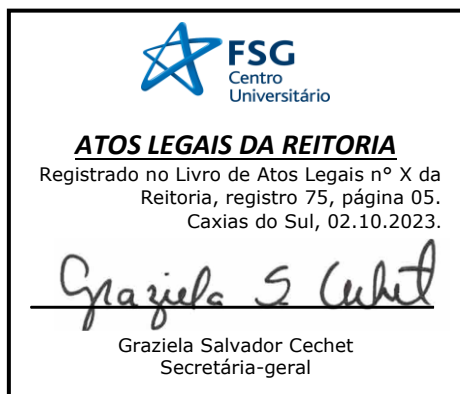 FSG
Centro
Universitário
ATOS LEGAIS DA REITORIA
Registrado no Livro de Atos Legais n° X da
Reitoria, registro 75, página 05.
Caxias do Sul, 02.10.2023.
Graziela S Cechet
Graziela Salvador Cechet
Secretária-geral